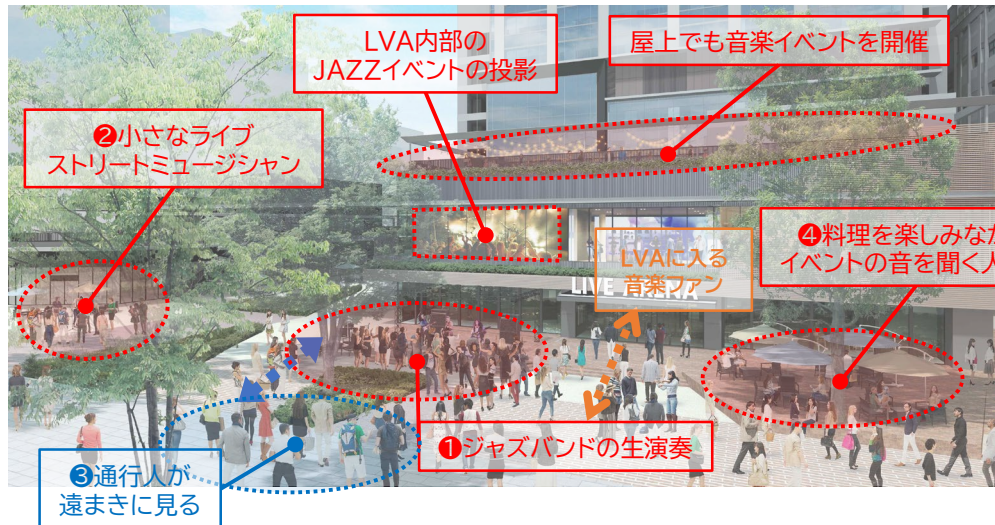 LVA内部の
JAZZイベントの投影
屋上でも音楽イベントを開催
❷小さなライブ
ストリートミュージシャン
❹料理を楽しみなが
イベントの音を聞く人
LVAに入る
音楽ファン
LIVE ARENA
❶ジャズバンドの生演奏
❸通行人が
遠まきに見る